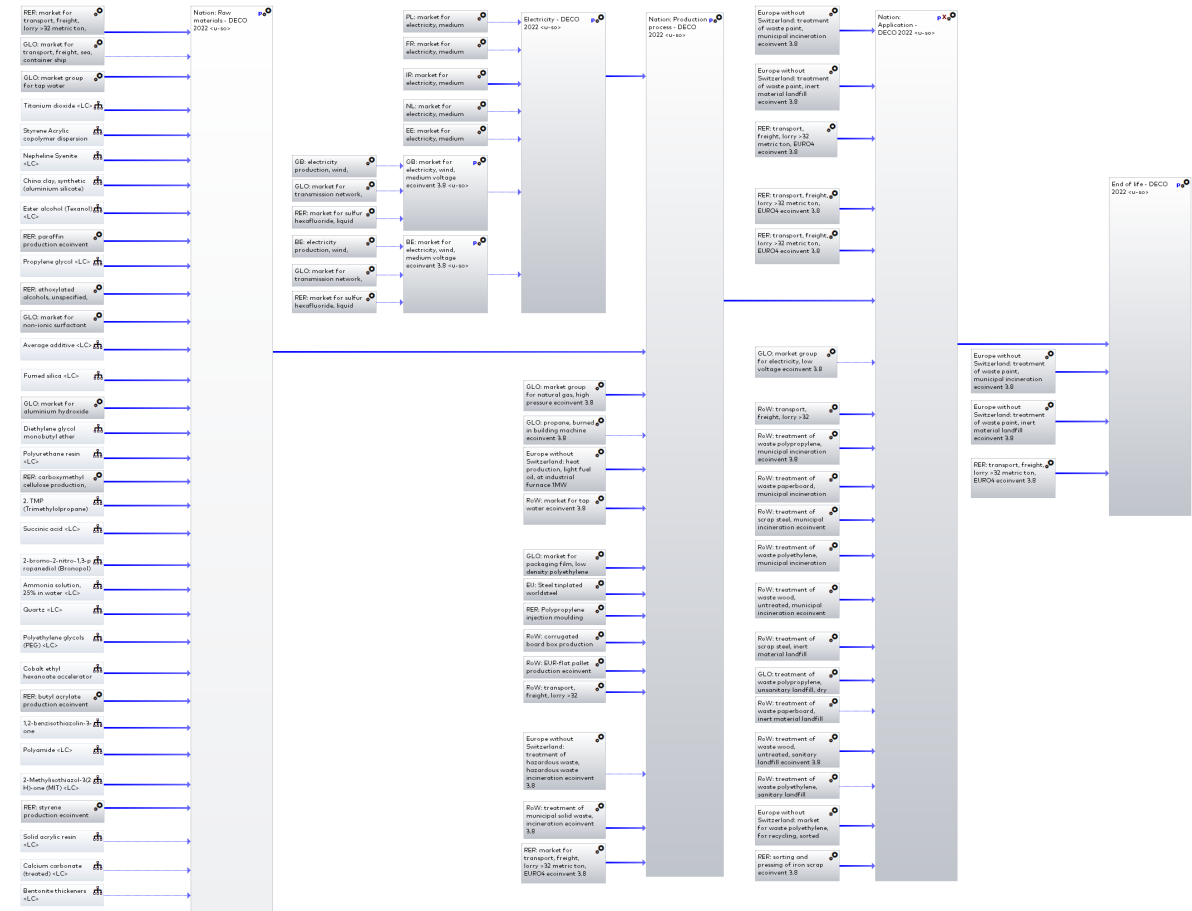 RER: market for
transport, freight,
lorry >32 metric ton,
GLO: market for
transport, freight, sea,
container ship
GLO: market group
for tap water
Titanium dioxide <LC>
Styrene Acrylic
copolymer dispersion
Nepheline Syenite
<LC>
China clay, synthetic
(aluminium silicate)
Ester alcohol (Texanol)
<LC>
RER: paraffin
production ecoinvent
Propylene glycol <LC>
RER: ethoxylated
alcohols, unspecified,
GLO: market for
non-ionic surfactant
Average additive <LC>
Fumed silica <LC>
GLO: market for
aluminium hydroxide
Diethylene glycol
monobutyl ether
Polyurethane resin
<LC>
RER: carboxymethyl
cellulose production,
2. TMP
(Trimethylolpropane)
Succinic acid <LC>
2-bromo-2-nitro-1,3-p
ropanediol (Bronopol)
Ammonia solution,
25% in water <LC>
Quartz <LC>
Polyethylene glycols
(PEG) <LC>
Cobalt ethyl
hexanoate accelerator
RER: butyl acrylate
production ecoinvent
1,2-benzisothiazolin-3-
one
Polyamide <LC>
2-Methylisothiazol-3(2
H)-one (MIT) <LC>
RER: styrene
production ecoinvent
Solid acrylic resin
<LC>
Calcium carbonate
(treated) <LC>
Bentonite thickeners
<LC>
Nation: Raw
materials - DECO
2022 <u-so>
PL: market for
electricity, medium
FR: market for
electricity, medium
IR: market for
electricity, medium
NL: market for
electricity, medium
EE: market for
electricity, medium
GB: electricity
production, wind,
GLO: market for
transmission network,
RER: market for sulfur
hexafluoride, liquid
BE: electricity
production, wind,
GLO: market for
transmission network,
RER: market for sulfur
hexafluoride, liquid
GB: market for
electricity, wind,
medium voltage
ecoinvent 3.8 <u-so>
BE: market for
electricity, wind,
medium voltage
ecoinvent 3.8 <u-so>
Electricity - DECO
2022 <u-so>
GLO: market group
for natural gas, high
pressure ecoinvent 3.8
GLO: propane, burned
in building machine
ecoinvent 3.8
Europe without
Switzerland: heat
production, light fuel
oil, at industrial
furnace 1MW
RoW: market for tap
water ecoinvent 3.8
GLO: market for
packaging film, low
density polyethylene
EU: Steel tinplated
worldsteel
RER: Polypropylene
injection moulding
RoW: corrugated
board box production
RoW: EUR-flat pallet
production ecoinvent
RoW: transport,
freight, lorry >32
Europe without
Switzerland:
treatment of
hazardous waste,
hazardous waste
incineration ecoinvent
3.8
RoW: treatment of
municipal solid waste,
incineration ecoinvent
3.8
RER: market for
transport, freight,
lorry >32 metric ton,
EURO4 ecoinvent 3.8
Nation: Production
process - DECO
2022 <u-so>
Europe without
Switzerland: treatment
of waste paint,
municipal incineration
ecoinvent 3.8
Europe without
Switzerland: treatment
of waste paint, inert
material landfill
ecoinvent 3.8
RER: transport,
freight, lorry >32
metric ton, EURO4
ecoinvent 3.8
RER: transport, freight,
lorry >32 metric ton,
EURO4 ecoinvent 3.8
RER: transport, freight,
lorry >32 metric ton,
EURO4 ecoinvent 3.8
GLO: market group
for electricity, low
voltage ecoinvent 3.8
RoW: transport,
freight, lorry >32
RoW: treatment of
waste polypropylene,
municipal incineration
ecoinvent 3.8
RoW: treatment of
waste paperboard,
municipal incineration
RoW: treatment of
scrap steel, municipal
incineration ecoinvent
RoW: treatment of
waste polyethylene,
municipal incineration
RoW: treatment of
waste wood,
untreated, municipal
incineration ecoinvent
RoW: treatment of
scrap steel, inert
material landfill
GLO: treatment of
waste polypropylene,
unsanitary landfill, dry
RoW: treatment of
waste paperboard,
inert material landfill
RoW: treatment of
waste wood,
untreated, sanitary
landfill ecoinvent 3.8
RoW: treatment of
waste polyethylene,
sanitary landfill
Europe without
Switzerland: market
for waste polyethylene,
for recycling, sorted
RER: sorting and
pressing of iron scrap
ecoinvent 3.8
Nation:
Application -
DECO 2022 <u-so>
Europe without
Switzerland: treatment
of waste paint,
municipal incineration
ecoinvent 3.8
Europe without
Switzerland: treatment
of waste paint, inert
material landfill
ecoinvent 3.8
RER: transport, freight,
lorry >32 metric ton,
EURO4 ecoinvent 3.8
End of life - DECO
2022 <u-so>